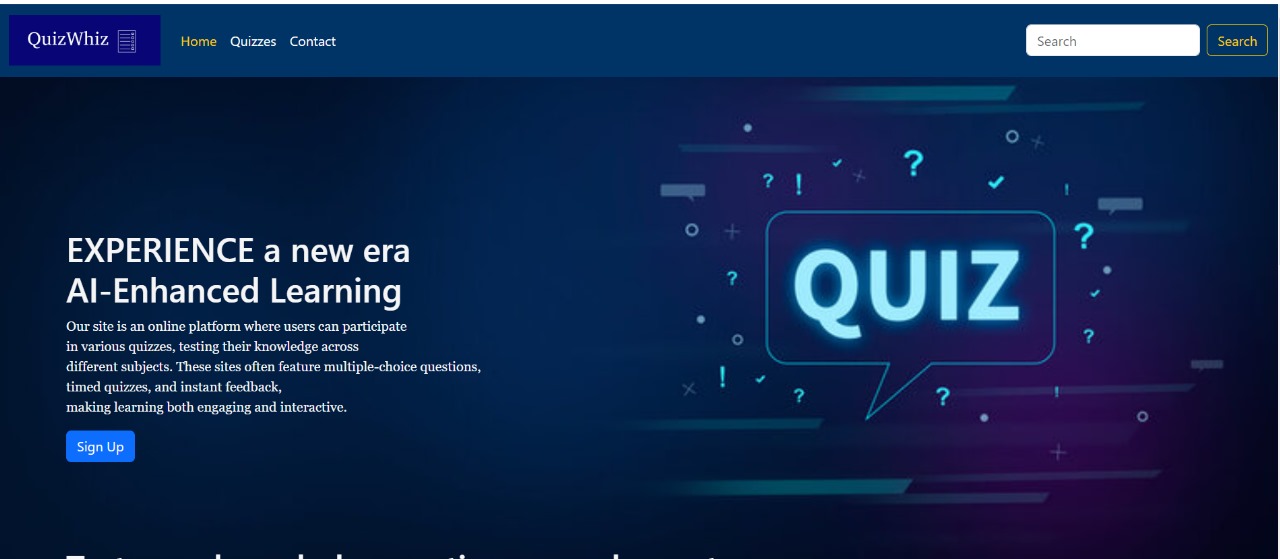 QuizWhiz
Home Quizzes Contact
Search
Search
EXPERIENCE a new era
AI-Enhanced Learning
Our site is an online platform where users can participate
in various quizzes, testing their knowledge across
different subjects. These sites often feature multiple-choice questions,
timed quizzes, and instant feedback,
making learning both engaging and interactive.
Sign Up
QUIZ